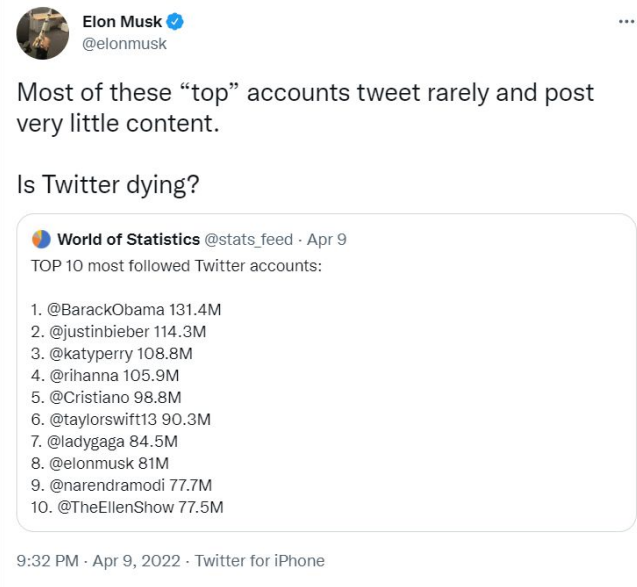 Elon Musk
@elonmusk
Most of these “top” accounts tweet rarely and post
very little content.
Is Twitter dying?
World of Statistics @stats_feed · Apr 9
TOP 10 most followed Twitter accounts:
1. @BarackObama 131.4M
2. @justinbieber 114.3M
3. @katyperry 108.8M
4. @rihanna 105.9M
5. @Cristiano 98.8M
6. @taylorswift13 90.3M
7. @ladygaga 84.5M
8. @elonmusk 81M
9. @narendramodi 77.7M
10. @TheEllenShow 77.5M
9:32 PM · Apr 9, 2022 · Twitter for iPhone